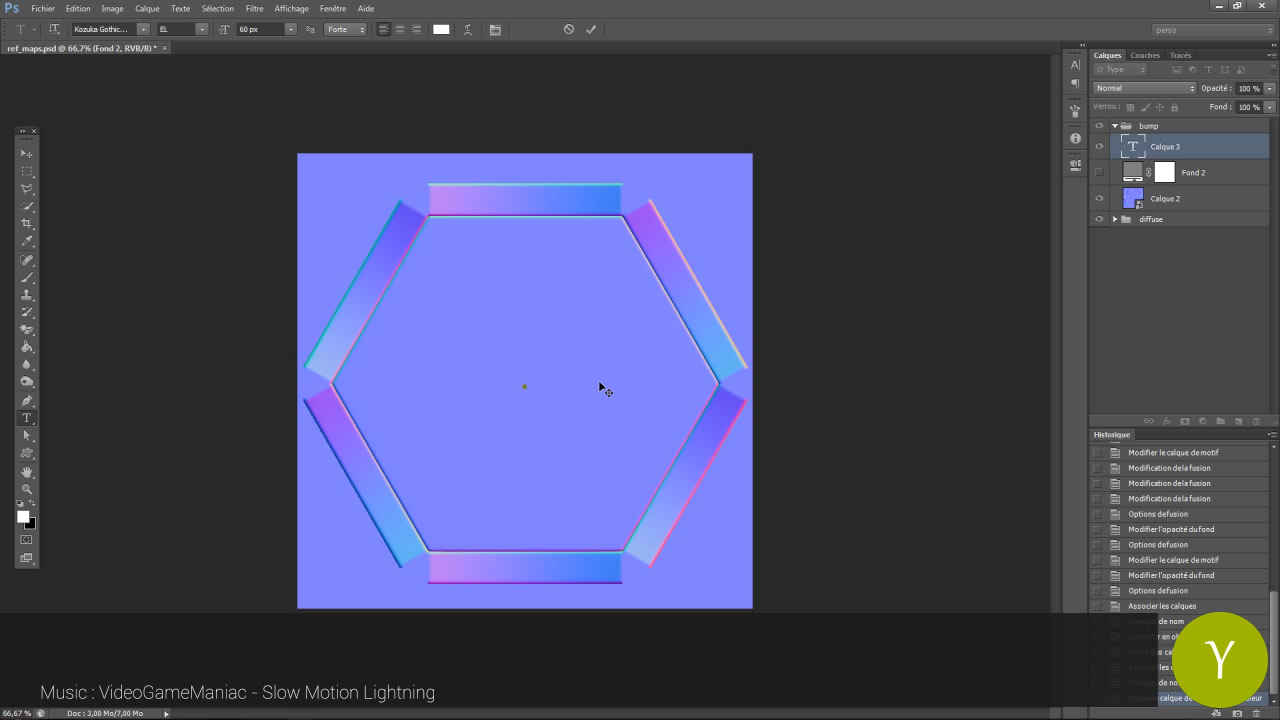 Ps Fichier Edition Image Calque Texte Sélection Filtre Affichage Fenêtre Aide
T Kozuka Gothic... EL 60 px Forte perso
ref_maps.psd @ 66,7% (Fond 2, RVB/8) * ×
Calques Couches Tracés
Type
Normal Opacité : 100 %
Verrou : Fond : 100 %
bump
T Calque 3
Fond 2
Calque 2
diffuse
Historique
Modifier le calque de motif
Modification de la fusion
Modification de la fusion
Modification de la fusion
Options de fusion
Modifier l'opacité du fond
Options de fusion
Modifier le calque de motif
Modifier l'opacité du fond
Options de fusion
Associer les calques
de nom
Music : VideoGameManiac - Slow Motion Lightning
66,67 % Doc : 3,00 Mo/7,00 Mo